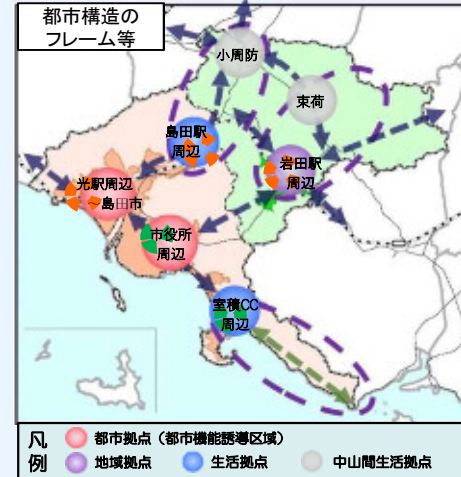 都市構造の
フレーム等
小周防
束荷
島田駅
周辺
岩田駅
周辺
光駅周辺
～島田市
市役所
周辺
室積CC
周辺
凡例
都市拠点（都市機能誘導区域）
地域拠点 生活拠点 中山間生活拠点